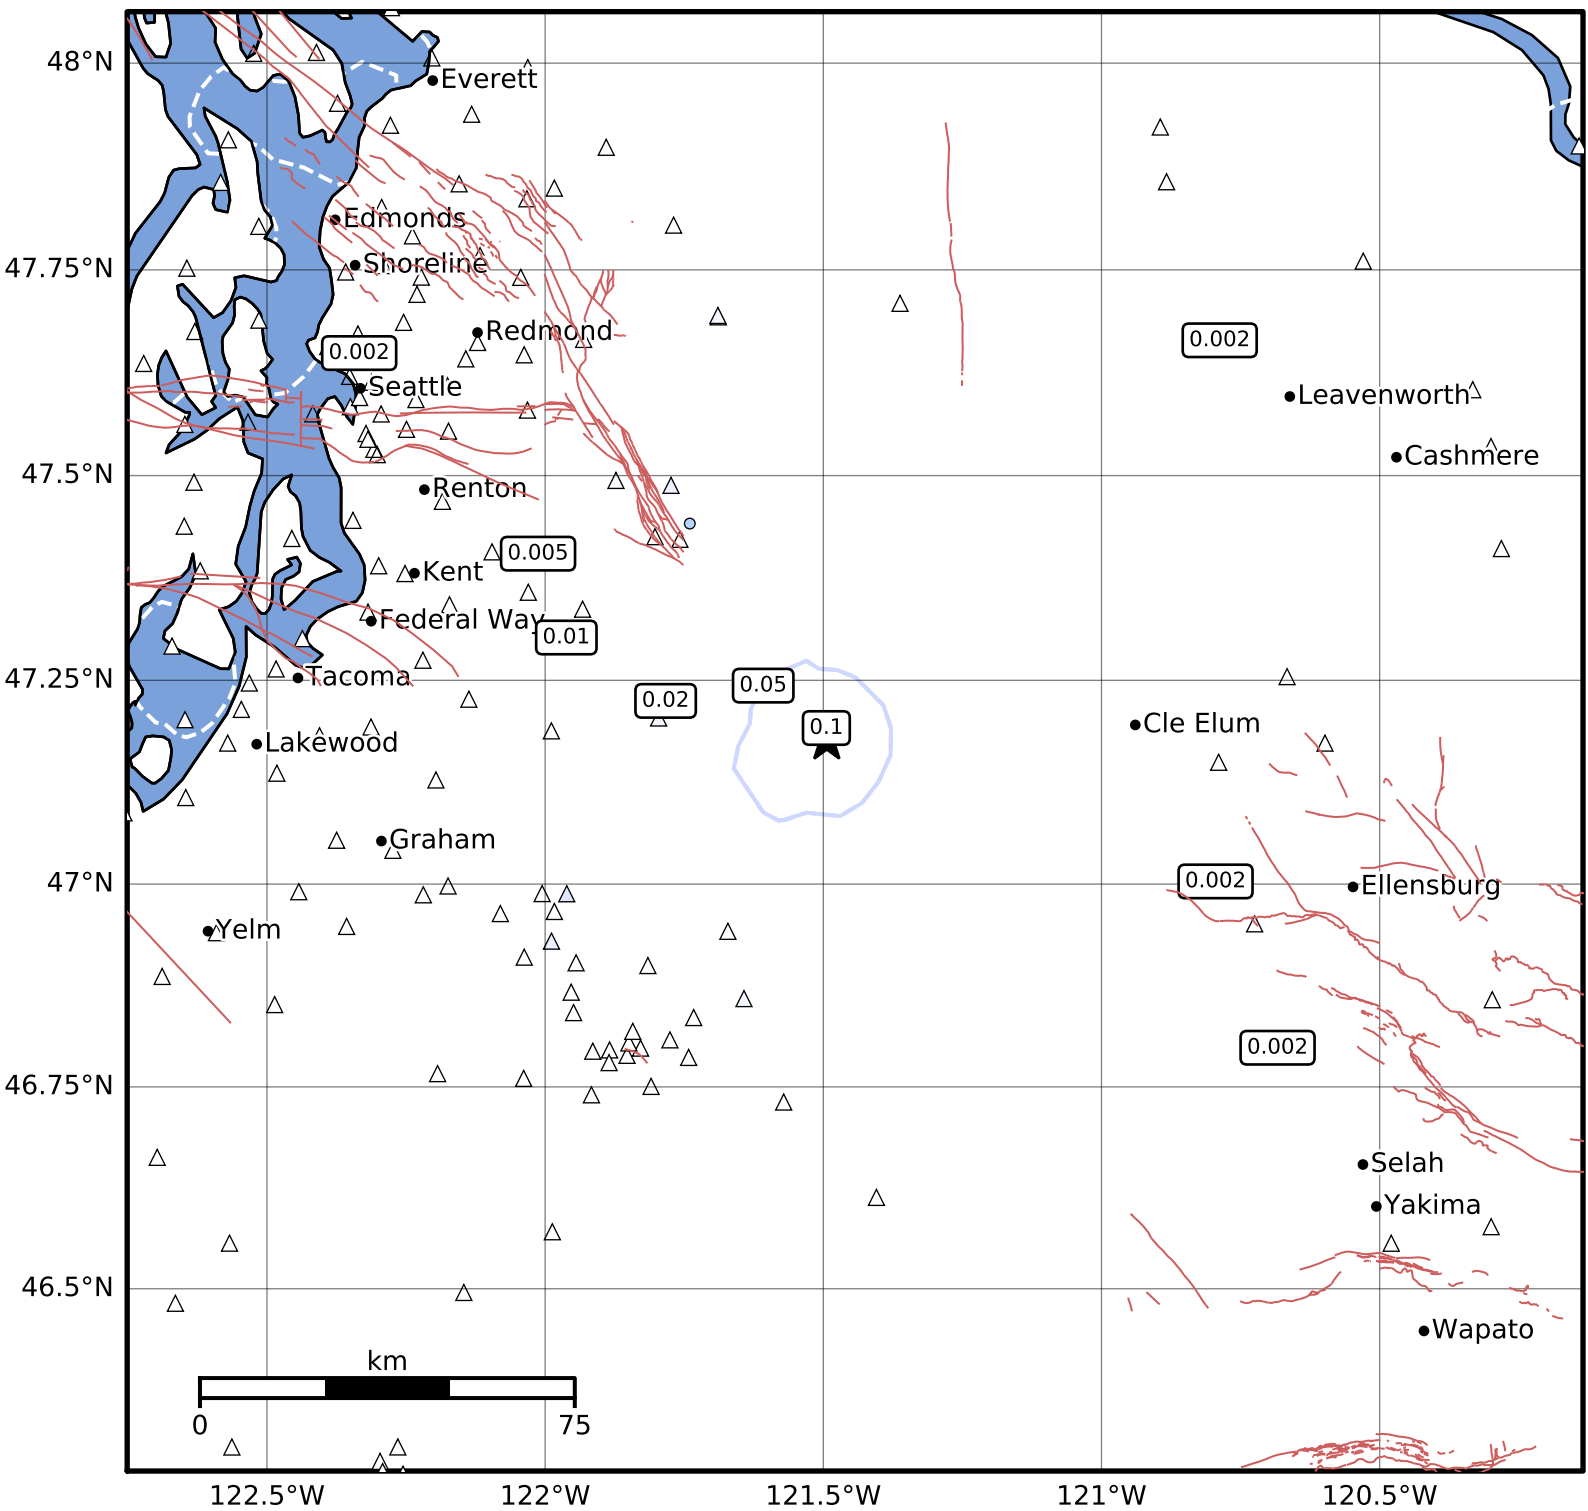 48°N
Everett
Edmonds
47.75°N
Shoreline
Redmond
0.002
0.002
Seattle
Leavenworth
Cashmere
47.5°N
Renton
0.005
Kent
Federal Way
0.01
47.25°N
Tacoma
0.05
0.02
0.1
Cle Elum
Lakewood
Graham
47°N
0.002
Ellensburg
Yelm
0.002
46.75°N
Selah
Yakima
46.5°N
Wapato
km
0 75
122.5°W 122°W 121.5°W 121°W 120.5°W